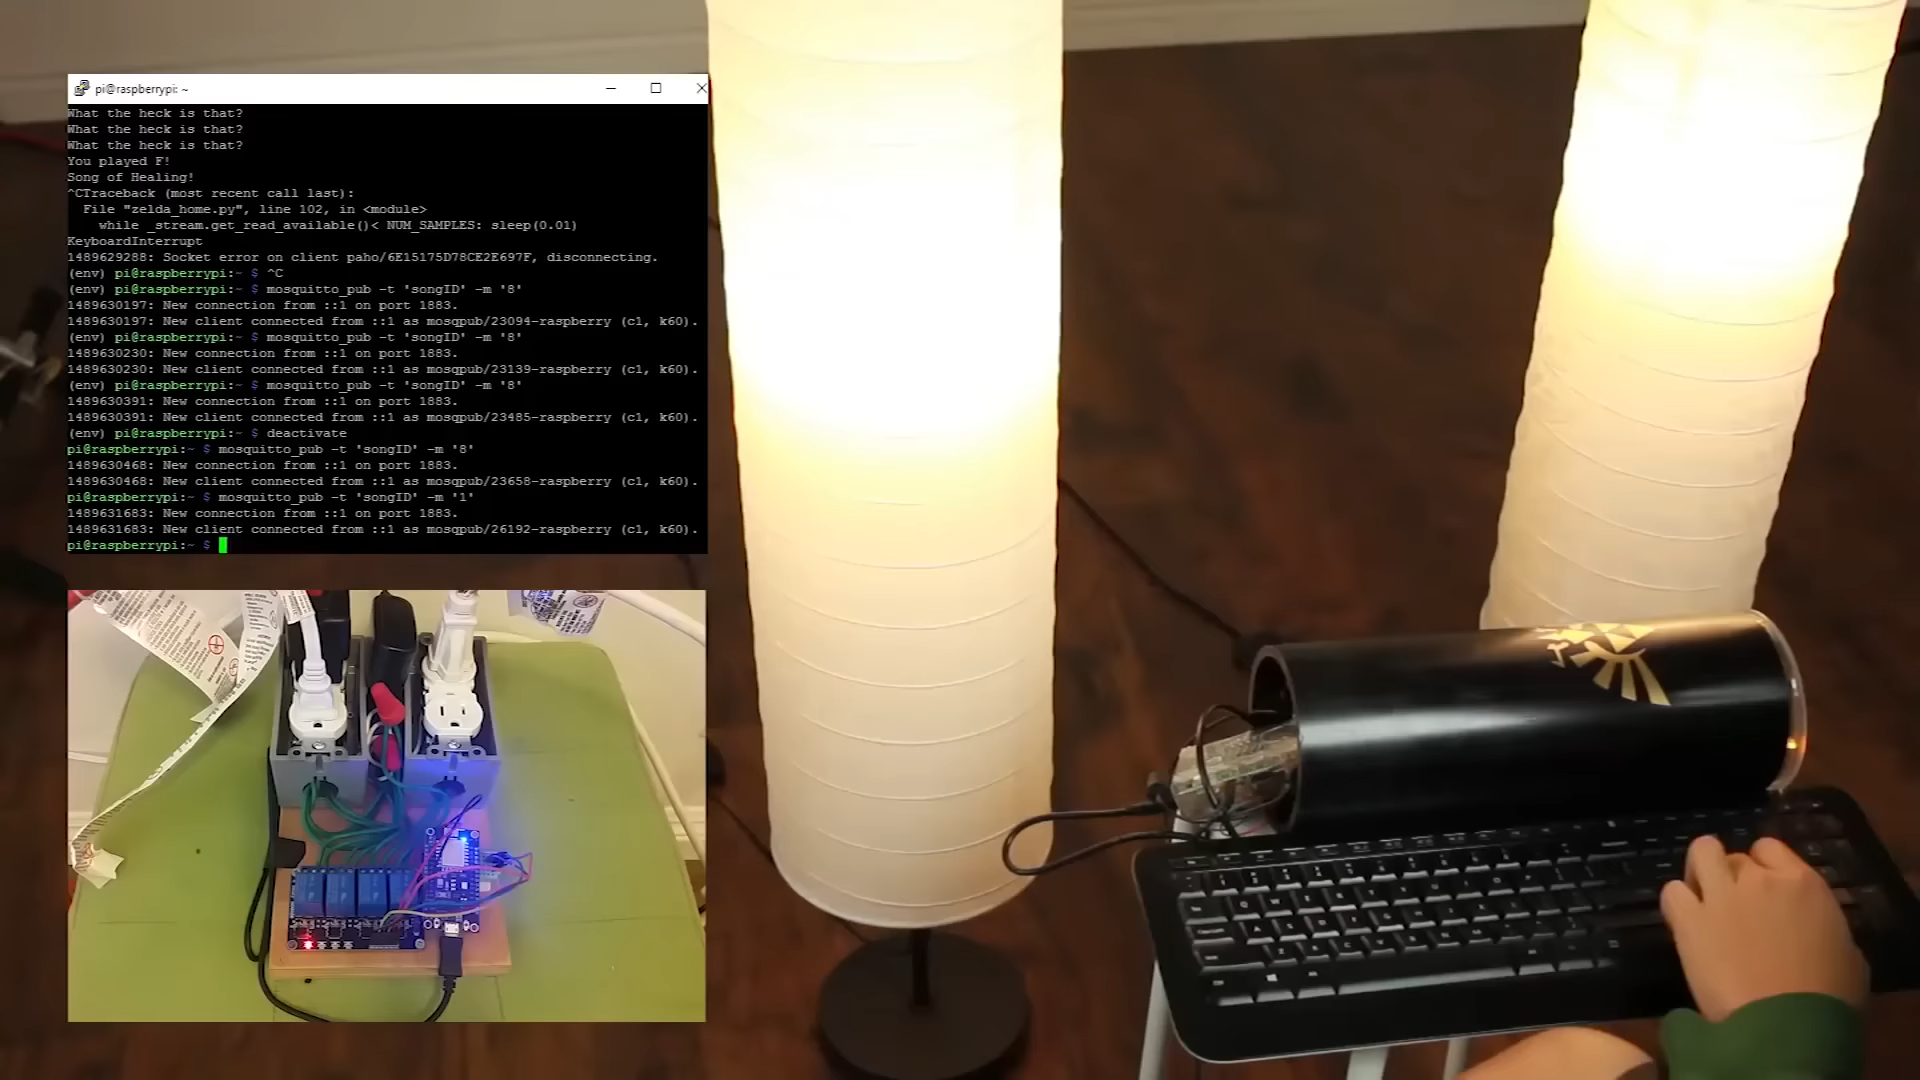 pi@raspberrypi: ~
What the heck is that?
What the heck is that?
What the heck is that?
You played F!
Song of Healing!
^CTraceback (most recent call last):
File "zelda_home.py", line 102, in <module>
while _stream.get_read_available()< NUM_SAMPLES: sleep(0.01)
KeyboardInterrupt
1489629288: Socket error on client paho/6E15175D78CE2E697F, disconnecting.
(env) pi@raspberrypi:~ $ ^C
(env) pi@raspberrypi:~ $ mosquitto_pub -t 'songID' -m '8'
1489630197: New connection from ::1 on port 1883.
1489630197: New client connected from ::1 as mosqpub/23094-raspberry (c1, k60).
(env) pi@raspberrypi:~ $ mosquitto_pub -t 'songID' -m '8'
1489630230: New connection from ::1 on port 1883.
1489630230: New client connected from ::1 as mosqpub/23139-raspberry (c1, k60).
(env) pi@raspberrypi:~ $ mosquitto_pub -t 'songID' -m '8'
1489630391: New connection from ::1 on port 1883.
1489630391: New client connected from ::1 as mosqpub/23485-raspberry (c1, k60).
(env) pi@raspberrypi:~ $ deactivate
pi@raspberrypi:~ $ mosquitto_pub -t 'songID' -m '8'
1489630468: New connection from ::1 on port 1883.
1489630468: New client connected from ::1 as mosqpub/23658-raspberry (c1, k60).
pi@raspberrypi:~ $ mosquitto_pub -t 'songID' -m '1'
1489631683: New connection from ::1 on port 1883.
1489631683: New client connected from ::1 as mosqpub/26192-raspberry (c1, k60).
pi@raspberrypi:~ $